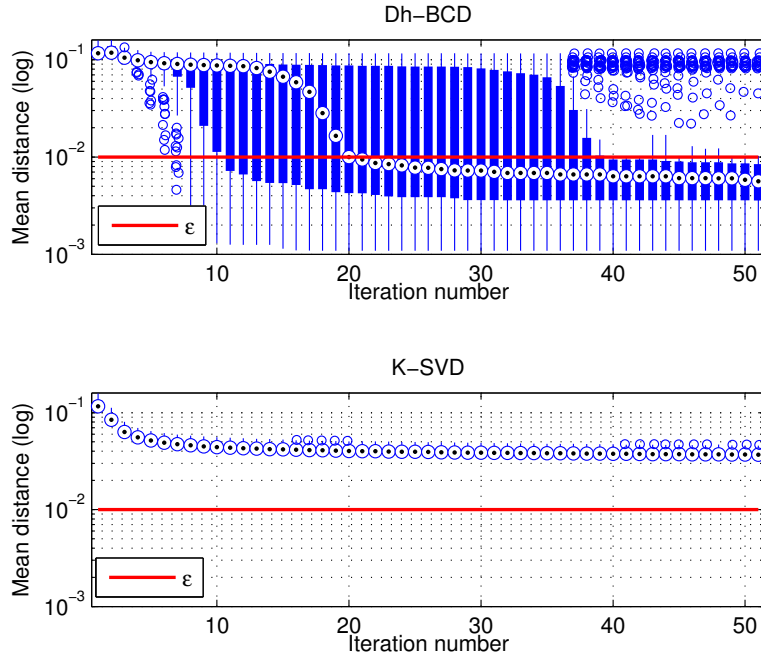 Dh−BCD
Mean distance (log)
10⁻¹
10⁻²
10⁻³
ε
10 20 30 40 50
Iteration number
K−SVD
Mean distance (log)
10⁻¹
10⁻²
10⁻³
ε
10 20 30 40 50
Iteration number